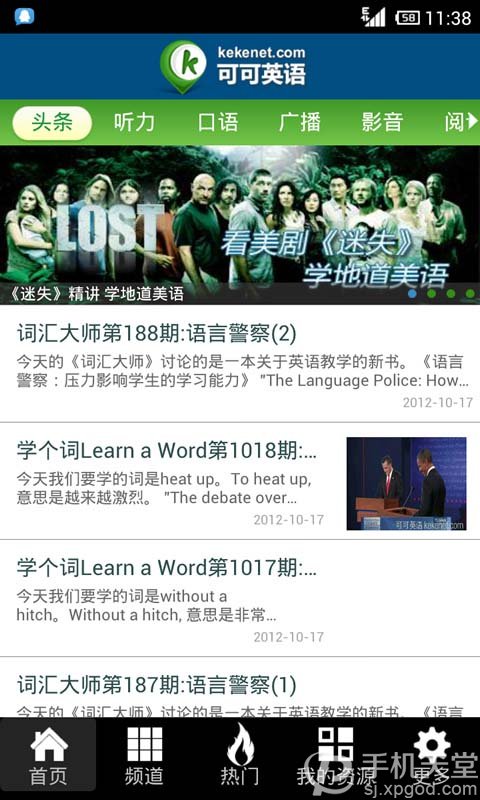 E
58
11:38
kekenet.com
可可英语
头条 听力 口语 广播 影音 阅
LOST
看美剧《迷失》
学地道美语
《迷失》精讲 学地道美语
词汇大师第188期:语言警察(2)
今天的《词汇大师》讨论的是一本关于英语教学的新书。《语言
警察：压力影响学生的学习能力》 "The Language Police: How...
2012-10-17
学个词Learn a Word第1018期:...
今天我们要学的词是heat up。To heat up,
意思是越来越激烈。 "The debate over...
2012-10-17
可可英语 kekenet.com
学个词Learn a Word第1017期:...
今天我们要学的词是without a
hitch。Without a hitch, 意思是非常...
2012-10-17
词汇大师第187期:语言警察(1)
今天的《词汇大师》讨论的是一本关于英语教学的新书。《语言
首页 频道 热门 我的资源 更多
手机天堂
sj.xpgod.com